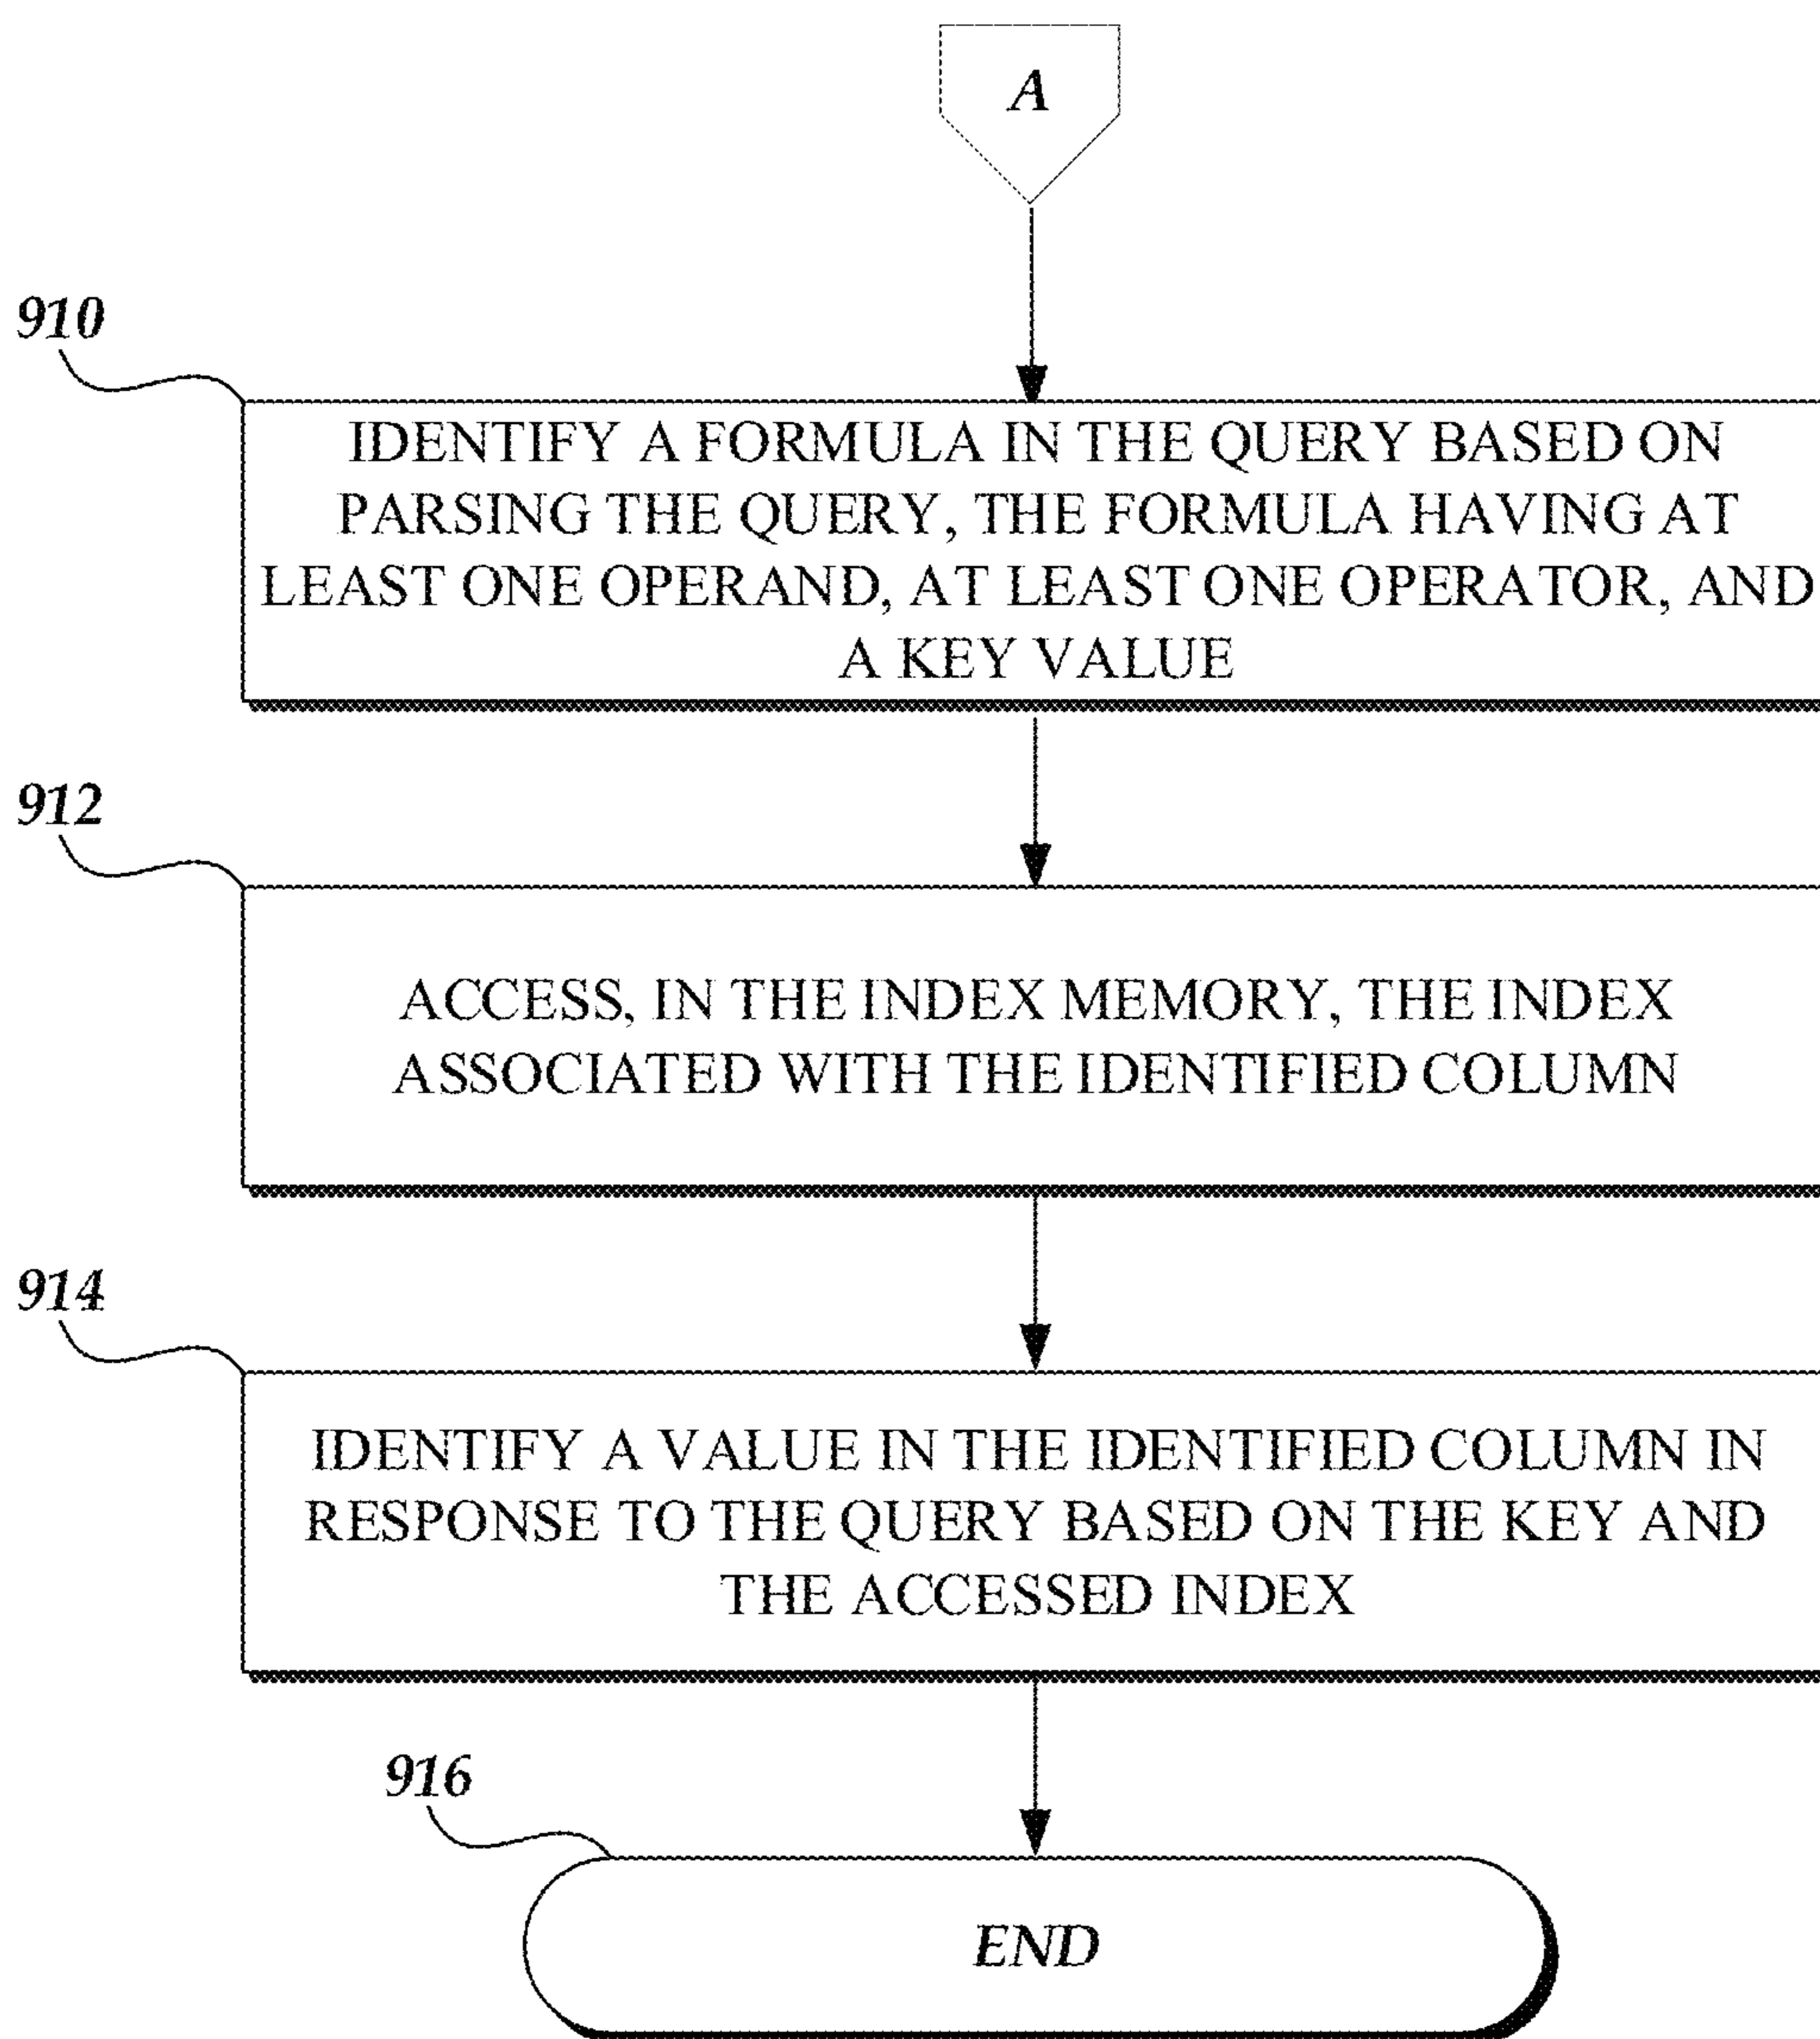 A
910
IDENTIFY A FORMULA IN THE QUERY BASED ON
PARSING THE QUERY, THE FORMULA HAVING AT
LEAST ONE OPERAND, AT LEAST ONE OPERATOR, AND
A KEY VALUE
912
ACCESS, IN THE INDEX MEMORY, THE INDEX
ASSOCIATED WITH THE IDENTIFIED COLUMN
914
IDENTIFY A VALUE IN THE IDENTIFIED COLUMN IN
RESPONSE TO THE QUERY BASED ON THE KEY AND
THE ACCESSED INDEX
916
END